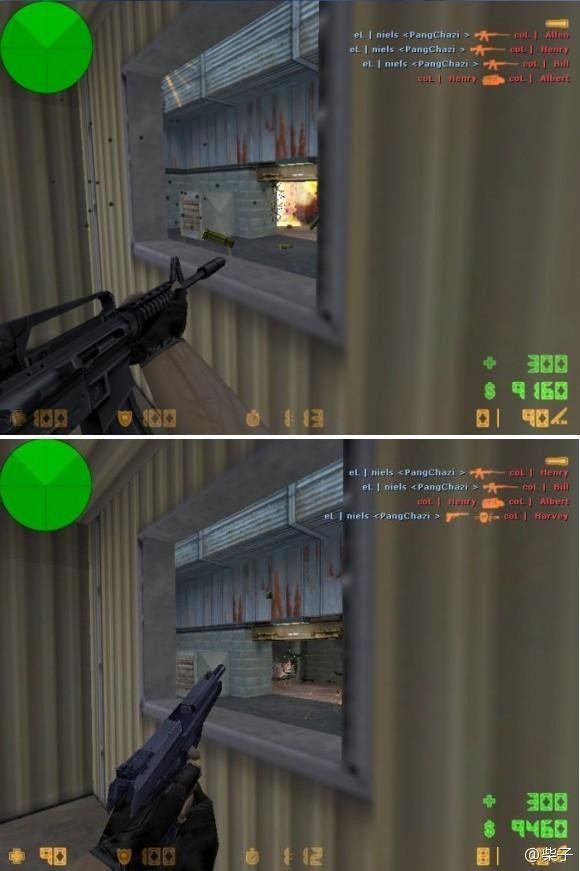 eL | niels <PangChazi > coL | Allen
eL | niels <PangChazi > coL | Henry
eL | niels <PangChazi > coL | Bill
coL | Henry coL | Albert
300
$ 9160
100 100 1:13 90
eL | niels <PangChazi > coL | Henry
eL | niels <PangChazi > coL | Bill
coL | Henry coL | Albert
eL | niels <PangChazi > coL | Harvey
300
$ 9460
90 100 1:12
@柴子